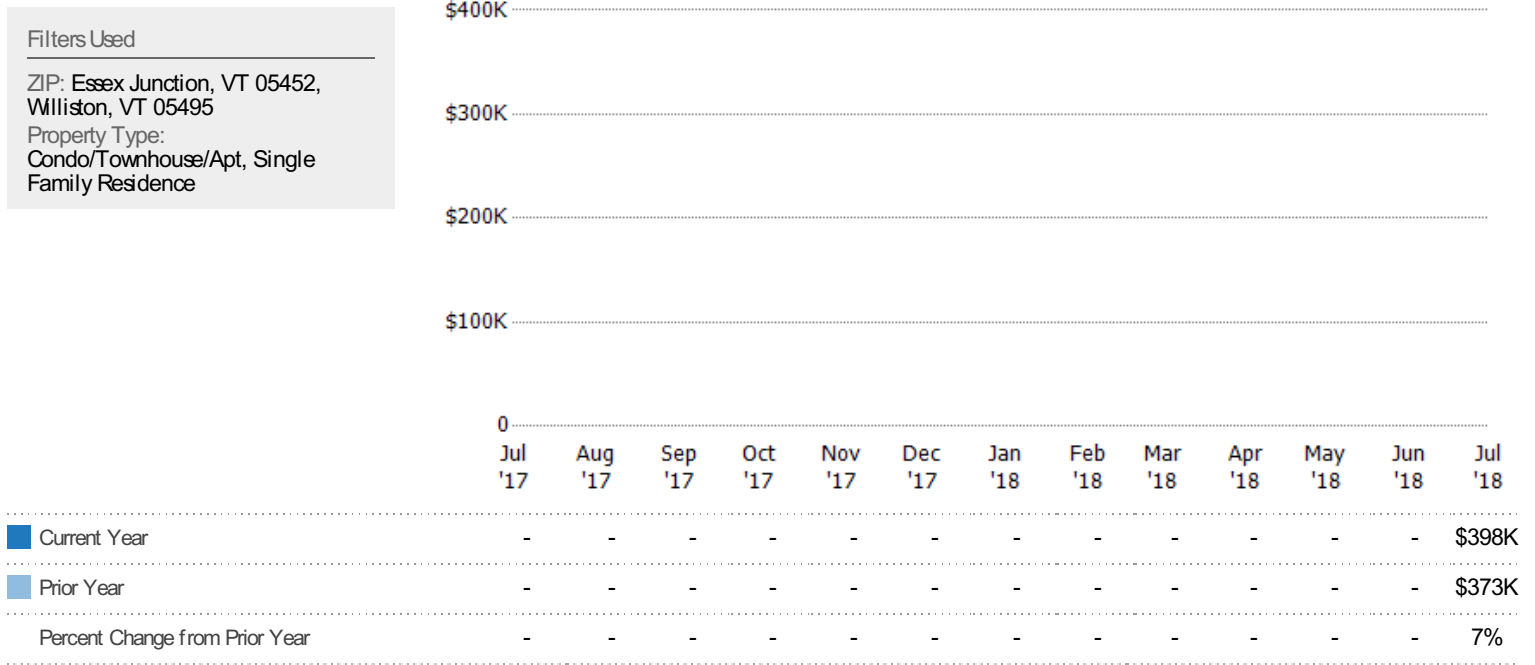 Filters Used
ZIP: Essex Junction, VT 05452,
Williston, VT 05495
Property Type:
Condo/Townhouse/Apt, Single
Family Residence
$400K
$300K
$200K
$100K
0
Jul Aug Sep Oct Nov Dec Jan Feb Mar Apr May Jun Jul
'17 '17 '17 '17 '17 '17 '18 '18 '18 '18 '18 '18 '18
Current Year - - - - - - - - - - - - $398K
Prior Year - - - - - - - - - - - - $373K
Percent Change from Prior Year - - - - - - - - - - - - 7%